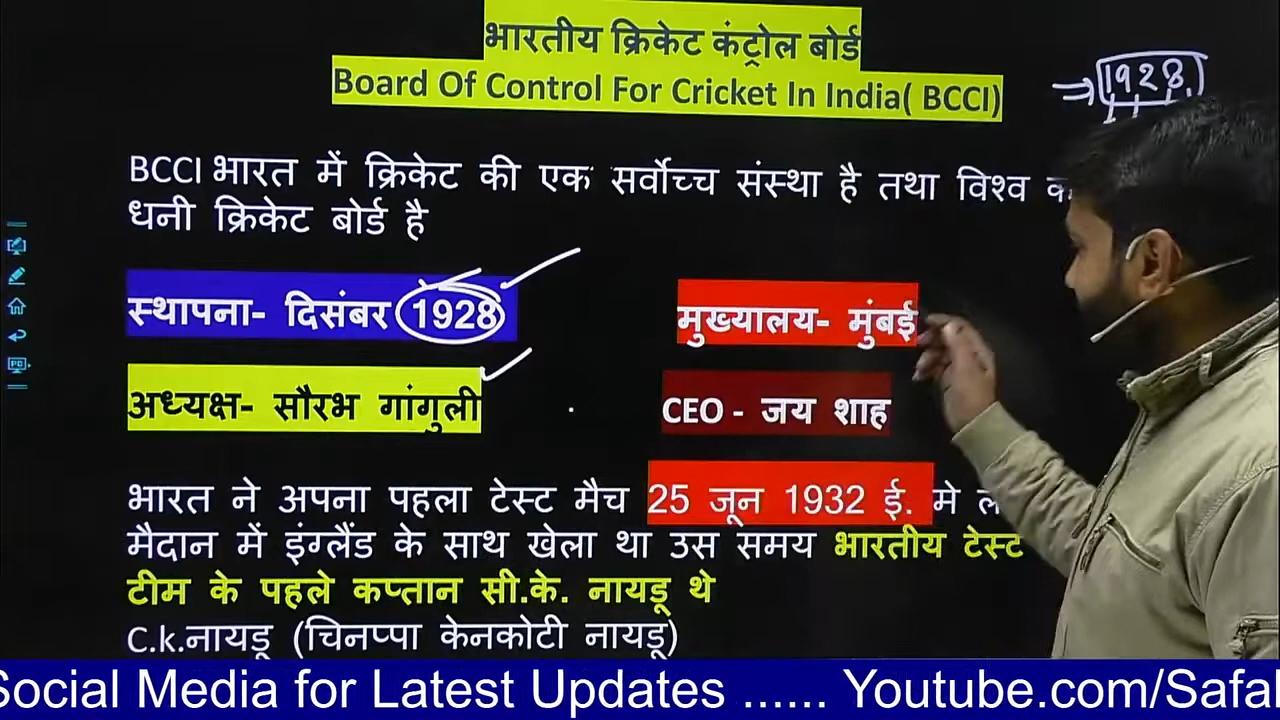 भारतीय क्रिकेट कंट्रोल बोर्ड
Board Of Control For Cricket In India( BCCI)
⇒ 1928
BCCI भारत में क्रिकेट की एक सर्वोच्च संस्था है तथा विश्व
धनी क्रिकेट बोर्ड है
स्थापना- दिसंबर 1928
मुख्यालय- मुंबई
अध्यक्ष- सौरभ गांगुली
CEO - जय शाह
भारत ने अपना पहला टेस्ट मैच 25 जून 1932 ई. मे
मैदान में इंग्लैंड के साथ खेला था उस समय भारतीय टेस्ट
टीम के पहले कप्तान सी.के. नायडू थे
C.k.नायडू (चिनप्पा केनकोटी नायडू)
Social Media for Latest Updates ...... Youtube.com/Safal